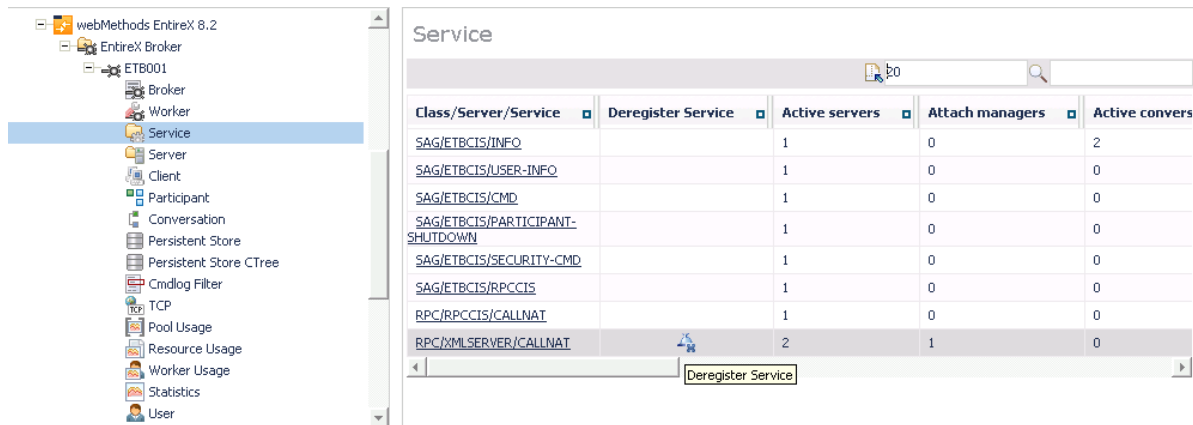 webMethods EntireX 8.2
EntireX Broker
ETB001
Broker
Worker
Service
Server
Client
Participant
Conversation
Persistent Store
Persistent Store CTree
Cmdlog Filter
TCP
TCP
Pool Usage
Resource Usage
Worker Usage
Statistics
User
Service
20
Class/Server/Service Deregister Service Active servers Attach managers Active convers
SAG/ETBCIS/INFO 1 0 2
SAG/ETBCIS/USER-INFO 1 0 0
SAG/ETBCIS/CMD 1 0 0
SAG/ETBCIS/PARTICIPANT-
SHUTDOWN 1 0 0
SAG/ETBCIS/SECURITY-CMD 1 0 0
SAG/ETBCIS/RPCCIS 1 0 0
RPC/RPCCIS/CALLNAT 1 0 0
RPC/XMLSERVER/CALLNAT 2 1 0
Deregister Service